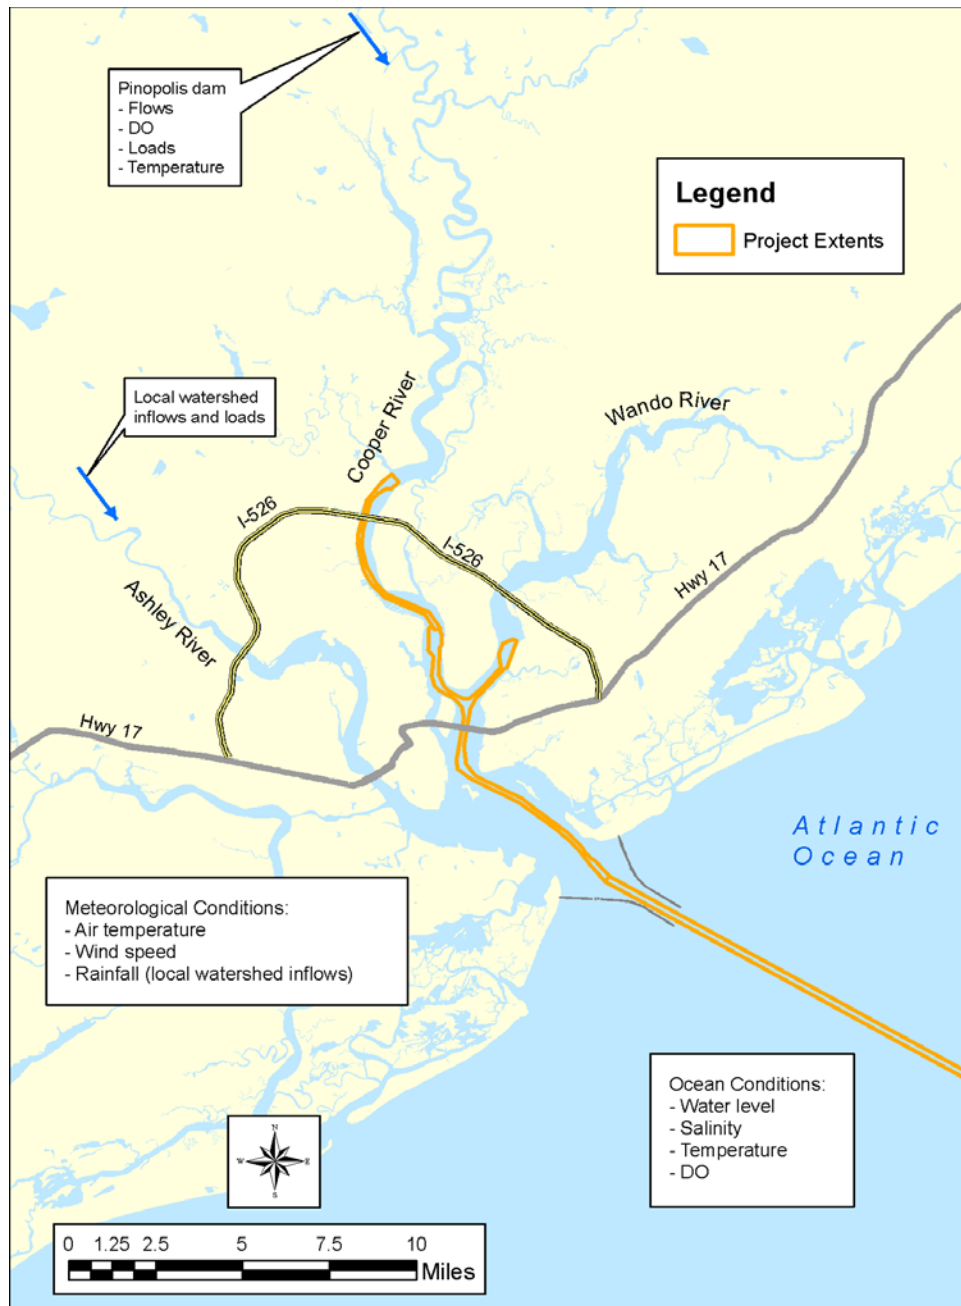 Pinopolis dam
- Flows
- DO
- Loads
- Temperature
Legend
Project Extents
Local watershed
inflows and loads
Cooper River
Wando River
I-526
I-526
Hwy 17
Ashley River
Hwy 17
Atlantic
Ocean
Meteorological Conditions:
- Air temperature
- Wind speed
- Rainfall (local watershed inflows)
Ocean Conditions:
- Water level
- Salinity
- Temperature
- DO
N
W E
S
0 1.25 2.5 5 7.5 10
Miles